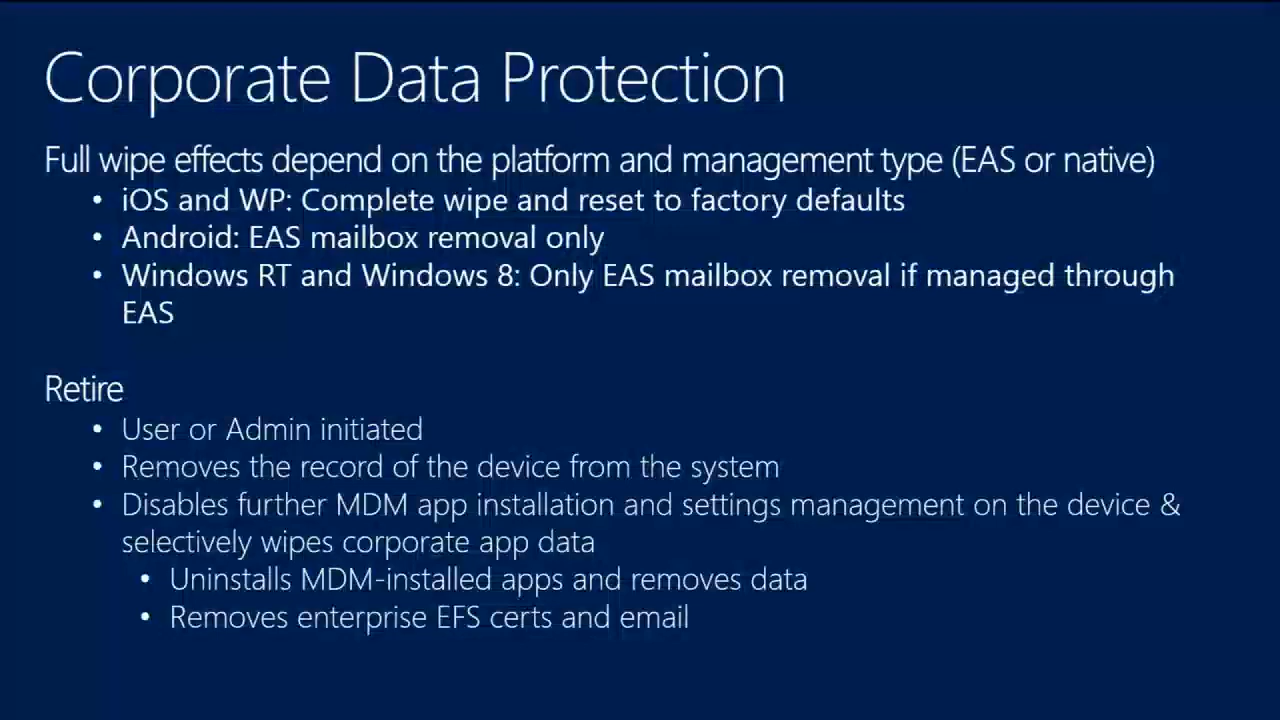 Corporate Data Protection
Full wipe effects depend on the platform and management type (EAS or native)
• iOS and WP: Complete wipe and reset to factory defaults
• Android: EAS mailbox removal only
• Windows RT and Windows 8: Only EAS mailbox removal if managed through
EAS
Retire
• User or Admin initiated
• Removes the record of the device from the system
• Disables further MDM app installation and settings management on the device &
selectively wipes corporate app data
• Uninstalls MDM-installed apps and removes data
• Removes enterprise EFS certs and email